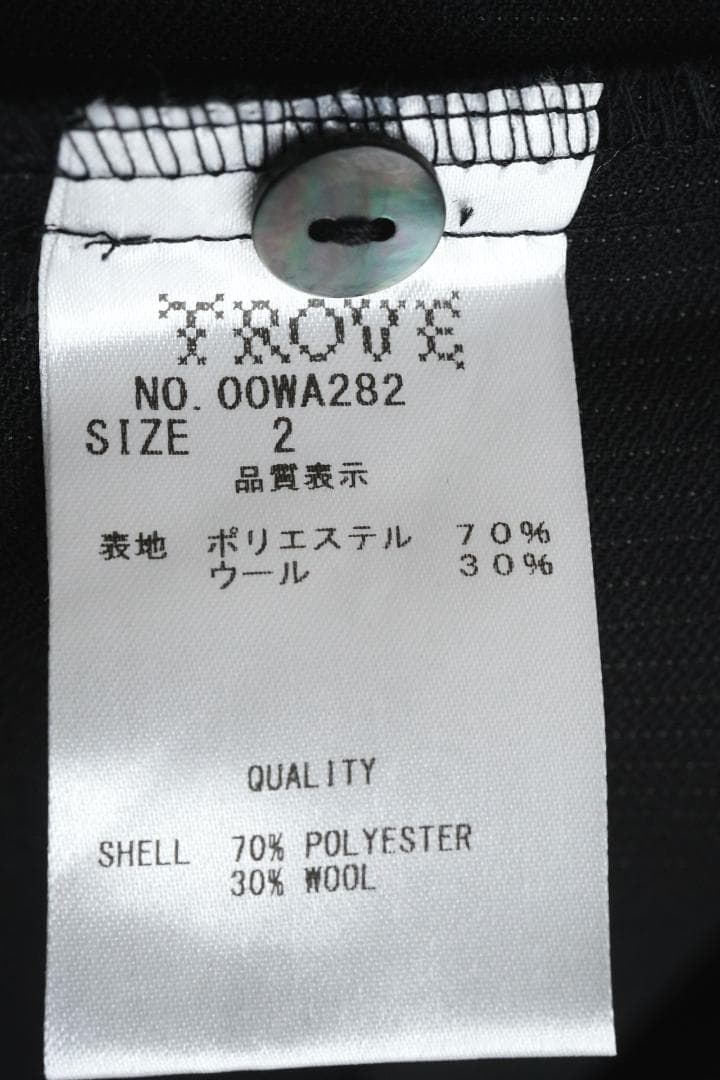 TROVE
NO. 00WA282
SIZE 2
品質表示
表地 ポリエステル 70%
ウール 30%
QUALITY
SHELL 70% POLYESTER
30% WOOL